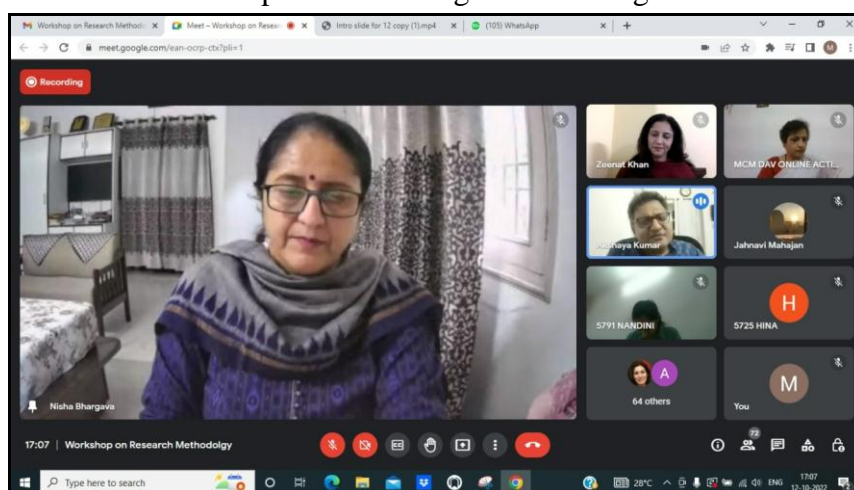 Workshop on Research Methodolo
Meet – Workshop on Resear
Intro slide for 12 copy (1).mp4
(105) WhatsApp
meet.google.com/ean-ocrp-ctx?pli=1
M
Recording
Zeenat Khan
MCM DAV ONLINE ACTI...
Kumar
Jahnavi Mahajan
5791 NANDINI
H
5725 HINA
A
64 others
M
You
Nisha Bhargava
17:07 | Workshop on Research Methodolgy
72
Type here to search
28°C
ENG
17:07
12-10-2022